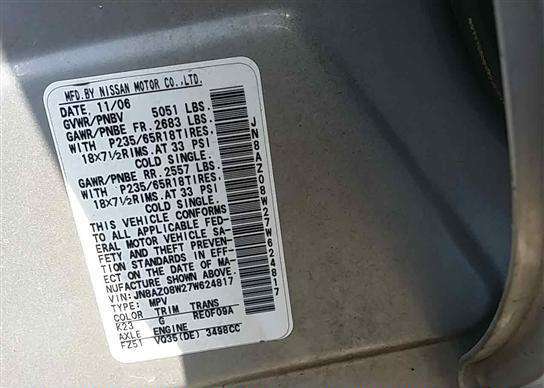 MFD.BY NISSAN MOTOR CO.,LTD.
DATE 11/06
GVWR/PNBV 5051 LBS.
GAWR/PNBE FR. 2683 LBS.
WITH P235/65R18TIRES,
18X7½RIMS.AT 33 PSI
COLD SINGLE.
GAWR/PNBE RR. 2557 LBS.
WITH P235/65R18TIRES,
18X7½RIMS.AT 33 PSI
COLD SINGLE.
THIS VEHICLE CONFORMS
TO ALL APPLICABLE FED-
ERAL MOTOR VEHICLE SA-
FETY AND THEFT PREVEN-
TION STANDARDS IN EFF-
ECT ON THE DATE OF MA-
NUFACTURE SHOWN ABOVE.
VIN: JN8AZ08W27W624817
TYPE: MPV
COLOR TRIM TRANS
K23 G RE0F09A
AXLE ENGINE
FZ51 VQ35(DE) 3498CC
JN8AZ08W27W624817